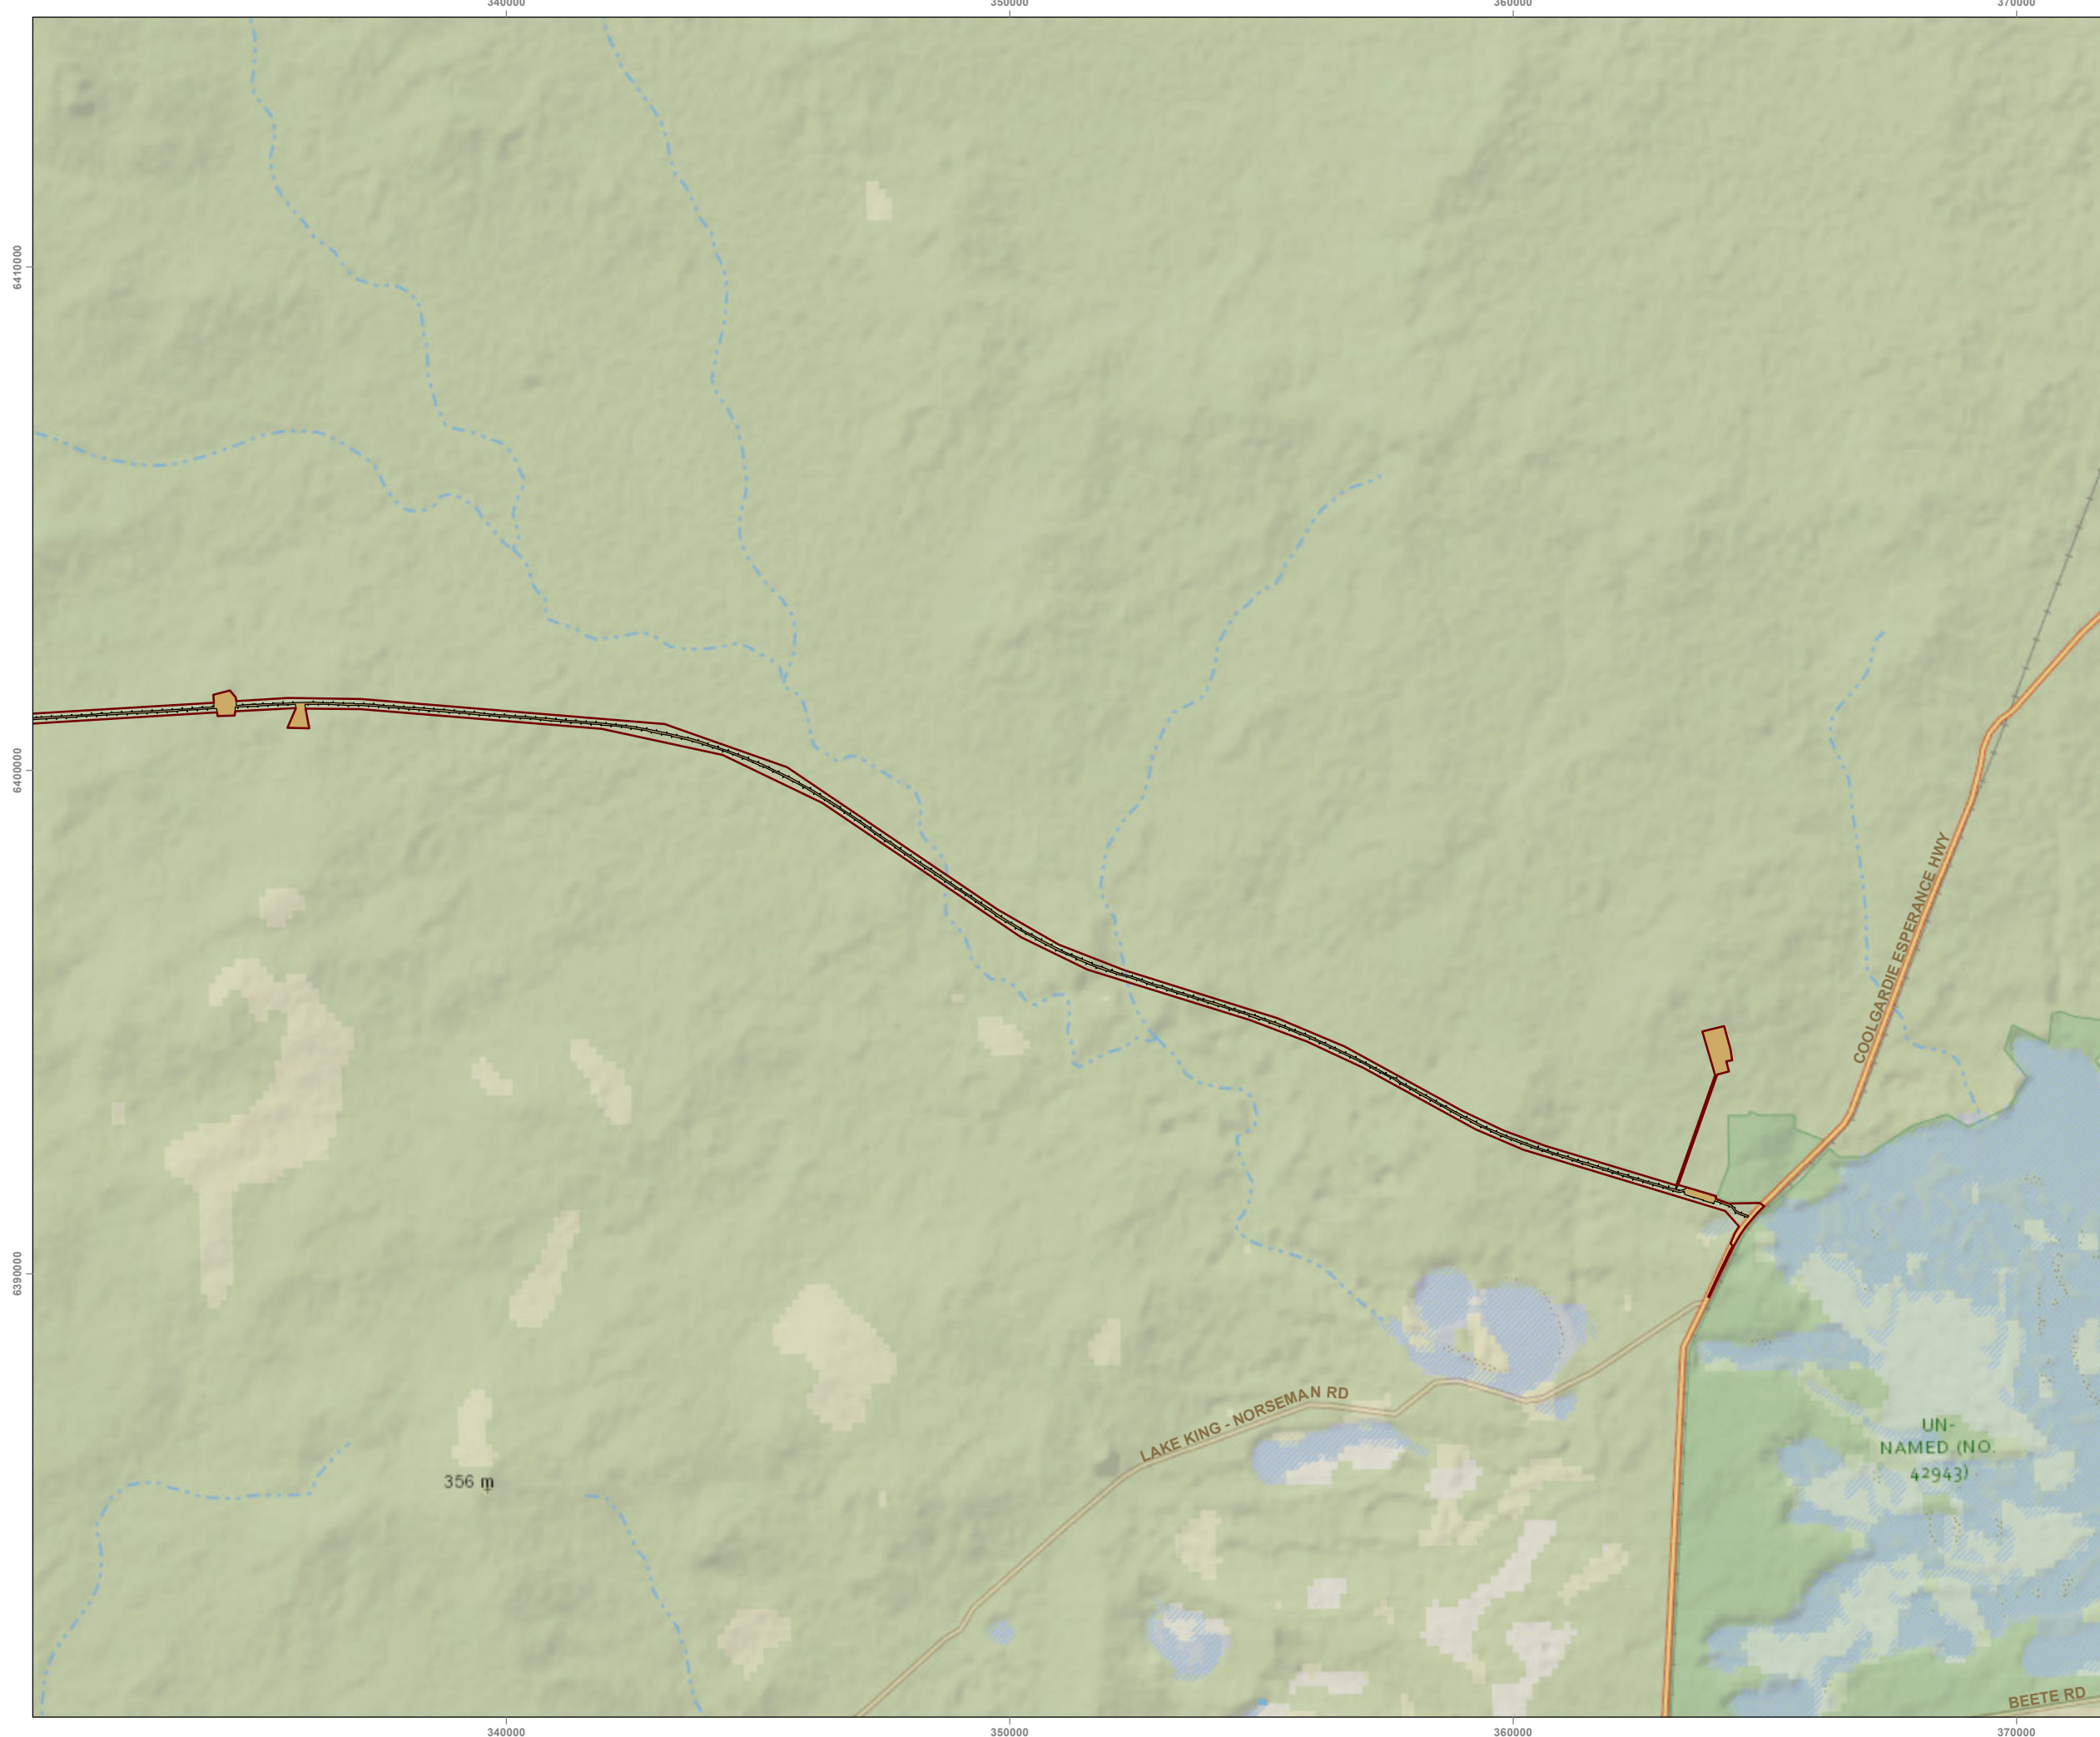 340000 350000 360000 370000
6410000
6400000
COOLGARDIE ESPERANCE HWY
6390000
LAKE KING - NORSEMAN RD
UN-
NAMED (NO.
42943)
356 m
BEETE RD
340000 350000 360000 370000